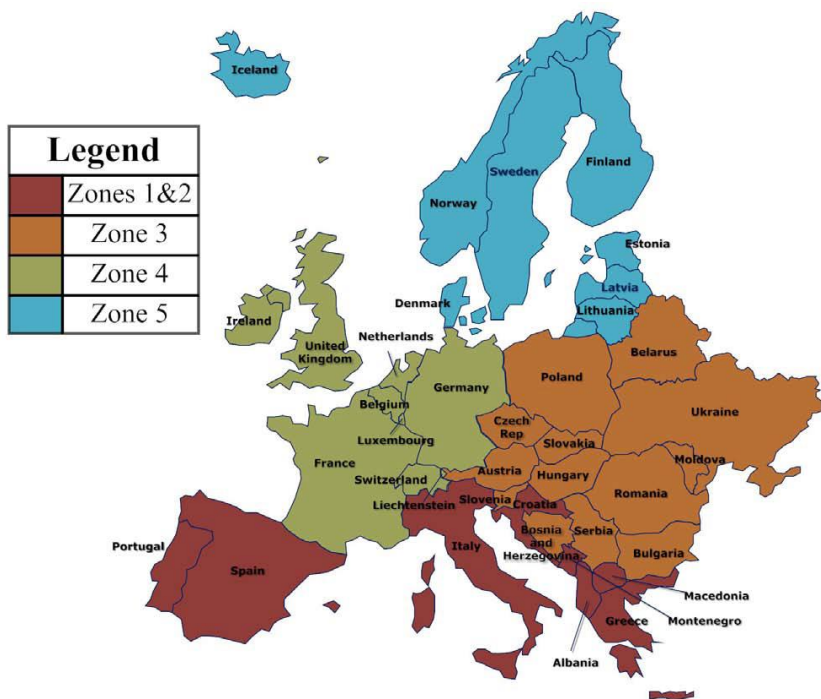 Iceland
Legend
Zones 1&2
Zone 3
Zone 4
Zone 5
Finland
Sweden
Norway
Estonia
Latvia
Denmark
Lithuania
Ireland
Netherlands
United
Kingdom
Belarus
Poland
Germany
Belgium
Ukraine
Czech
Rep
Luxembourg
Slovakia
France
Moldova
Switzerland
Austria
Hungary
Liechtenstein
Slovenia
Romania
Croatia
Bosnia
and
Herzegovina
Serbia
Portugal
Italy
Bulgaria
Spain
Macedonia
Greece
Montenegro
Albania